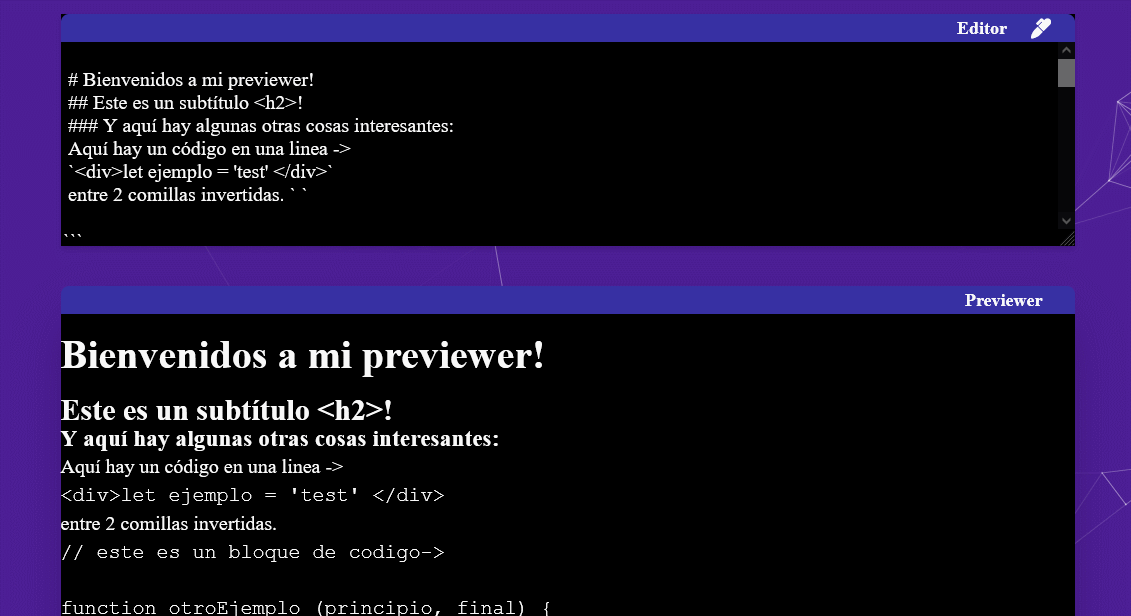 Editor
# Bienvenidos a mi previewer!
## Este es un subtítulo <h2>!
### Y aquí hay algunas otras cosas interesantes:
Aquí hay un código en una linea ->
`<div>let ejemplo = 'test' </div>`
entre 2 comillas invertidas. ` `
```
Previewer
Bienvenidos a mi previewer!
Este es un subtítulo <h2>!
Y aquí hay algunas otras cosas interesantes:
Aquí hay un código en una linea ->
<div>let ejemplo = 'test' </div>
entre 2 comillas invertidas.
// este es un bloque de codigo->
function otroEjemplo (principio, final) {